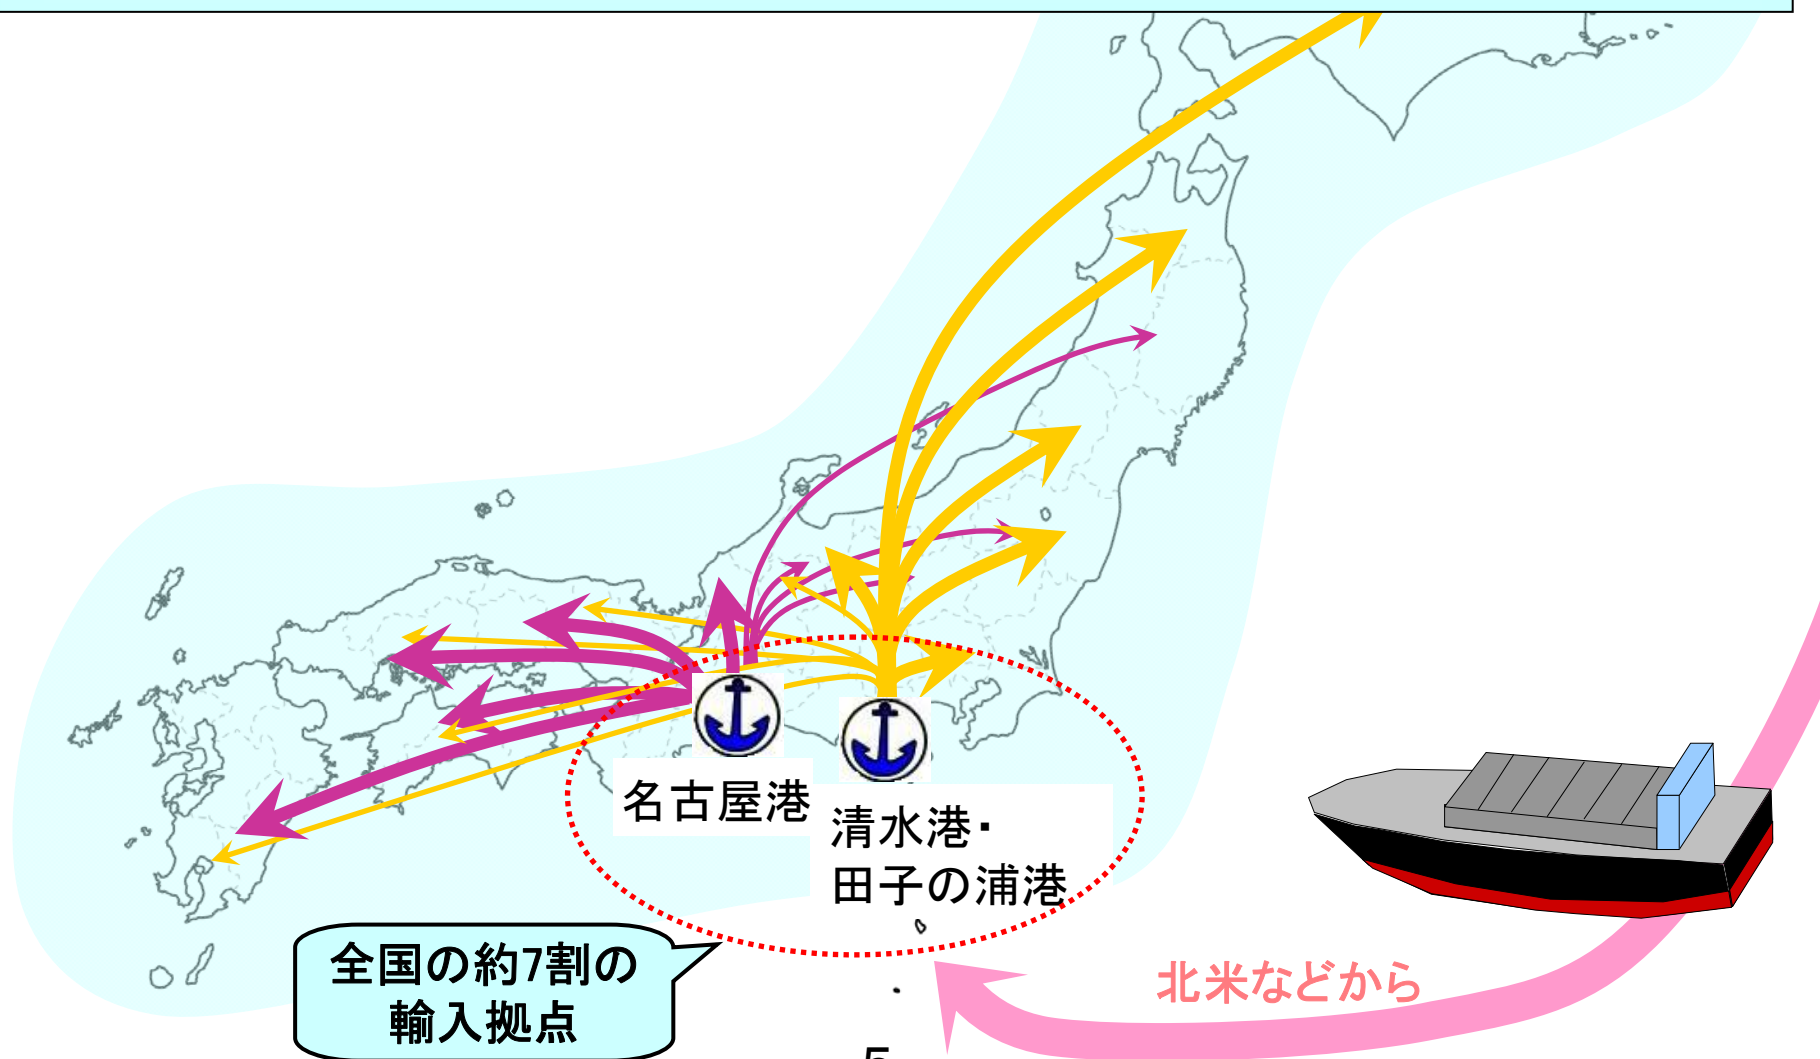 名古屋港
清水港・
田子の浦港
全国の約7割の
輸入拠点
北米などから